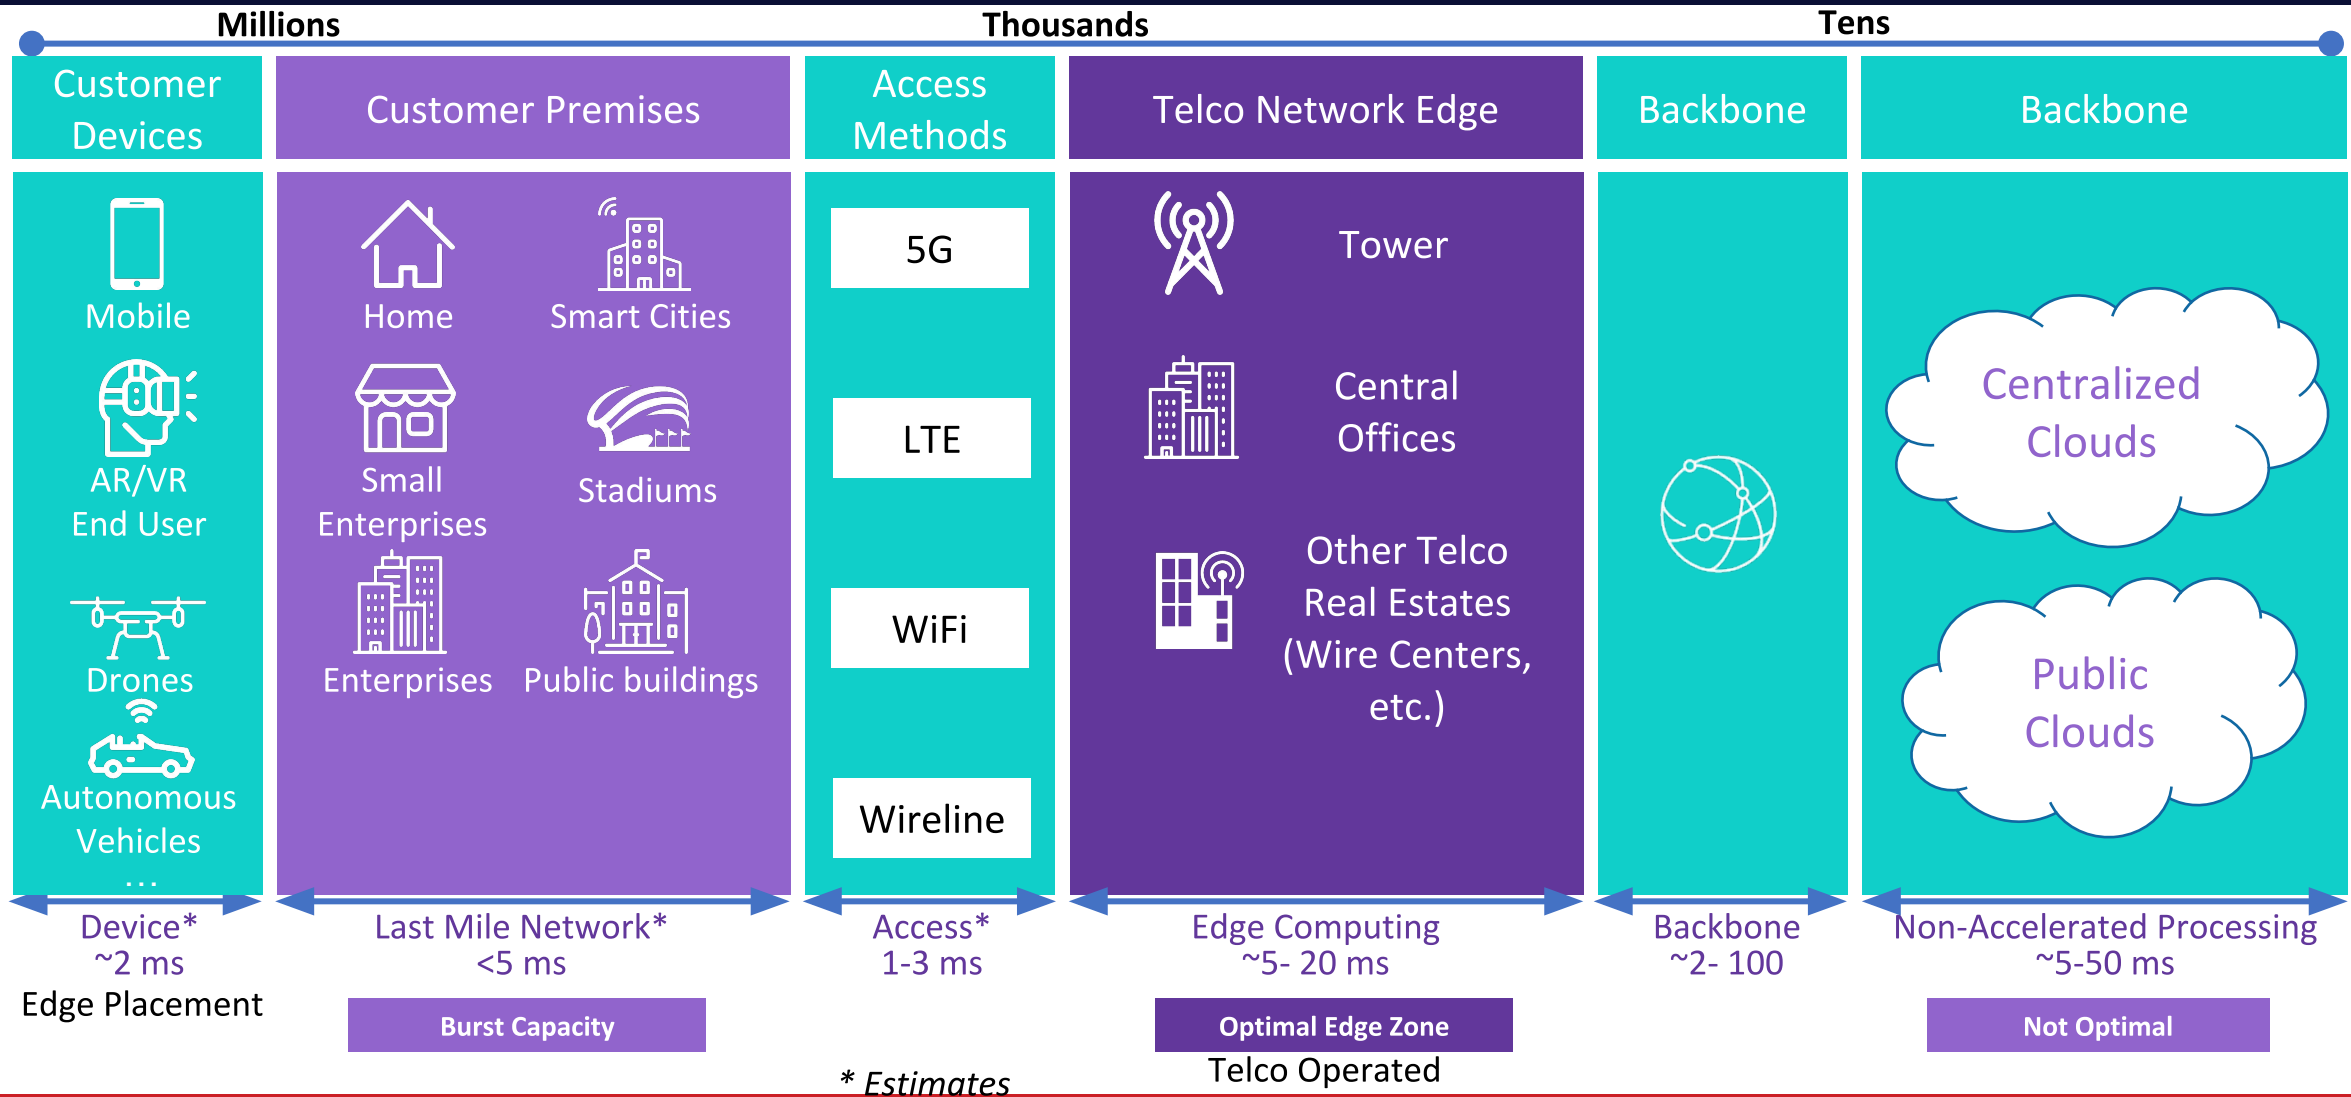 Millions
Thousands
Tens
Customer
Devices
Customer Premises
Access
Methods
Telco Network Edge
Backbone
Backbone
Mobile
AR/VR
End User
Drones
Autonomous
Vehicles
...
Home
Smart Cities
Small
Enterprises
Stadiums
Enterprises
Public buildings
5G
LTE
WiFi
Wireline
Tower
Central
Offices
Other Telco
Real Estates
(Wire Centers,
etc.)
Centralized
Clouds
Public
Clouds
Device*
~2 ms
Last Mile Network*
<5 ms
Access*
1-3 ms
Edge Computing
~5- 20 ms
Backbone
~2- 100
Non-Accelerated Processing
~5-50 ms
Edge Placement
Burst Capacity
Optimal Edge Zone
Not Optimal
Telco Operated
* Estimates